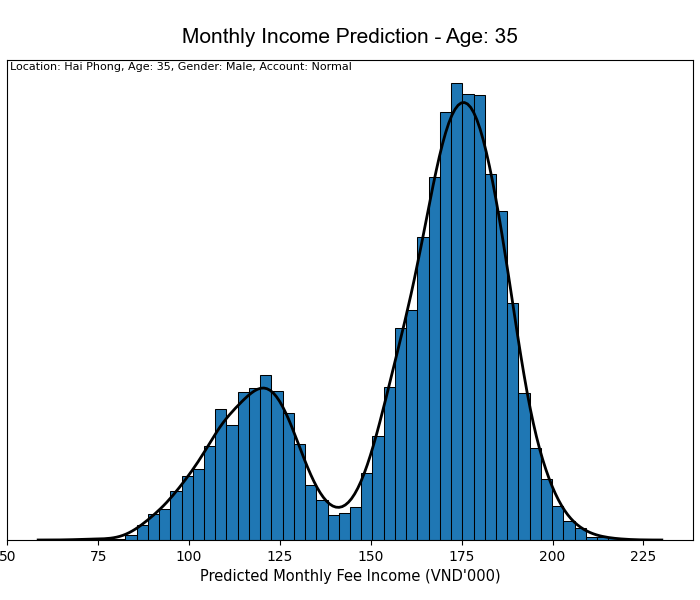 Monthly Income Prediction - Age: 35
Location: Hai Phong, Age: 35, Gender: Male, Account: Normal
50 75 100 125 150 175 200 225
Predicted Monthly Fee Income (VND'000)